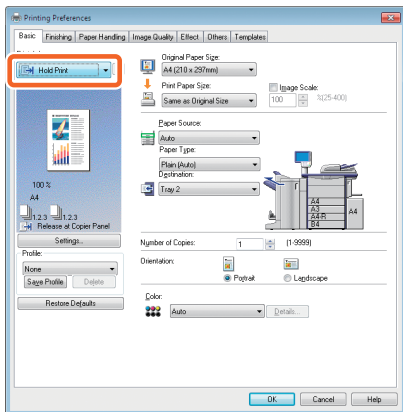 Printing Preferences
Basic Finishing Paper Handling Image Quality Effect Others Templates
Hold Print
100 %
A4
1.2.3 1.2.3
Release at Copier Panel
Settings...
Profile:
None
Save Profile Delete
Restore Defaults
Original Paper Size:
A4 (210 x 297mm)
Print Paper Size:
Same as Original Size
Image Scale:
100 %(25-400)
Paper Source:
Auto
Paper Type:
Plain (Auto)
Destination:
Tray 2
A4
A3
A4-R
B4
A4
Number of Copies: 1 (1-9999)
Orientation:
Portrait Landscape
Color:
Auto Details...
OK Cancel Help